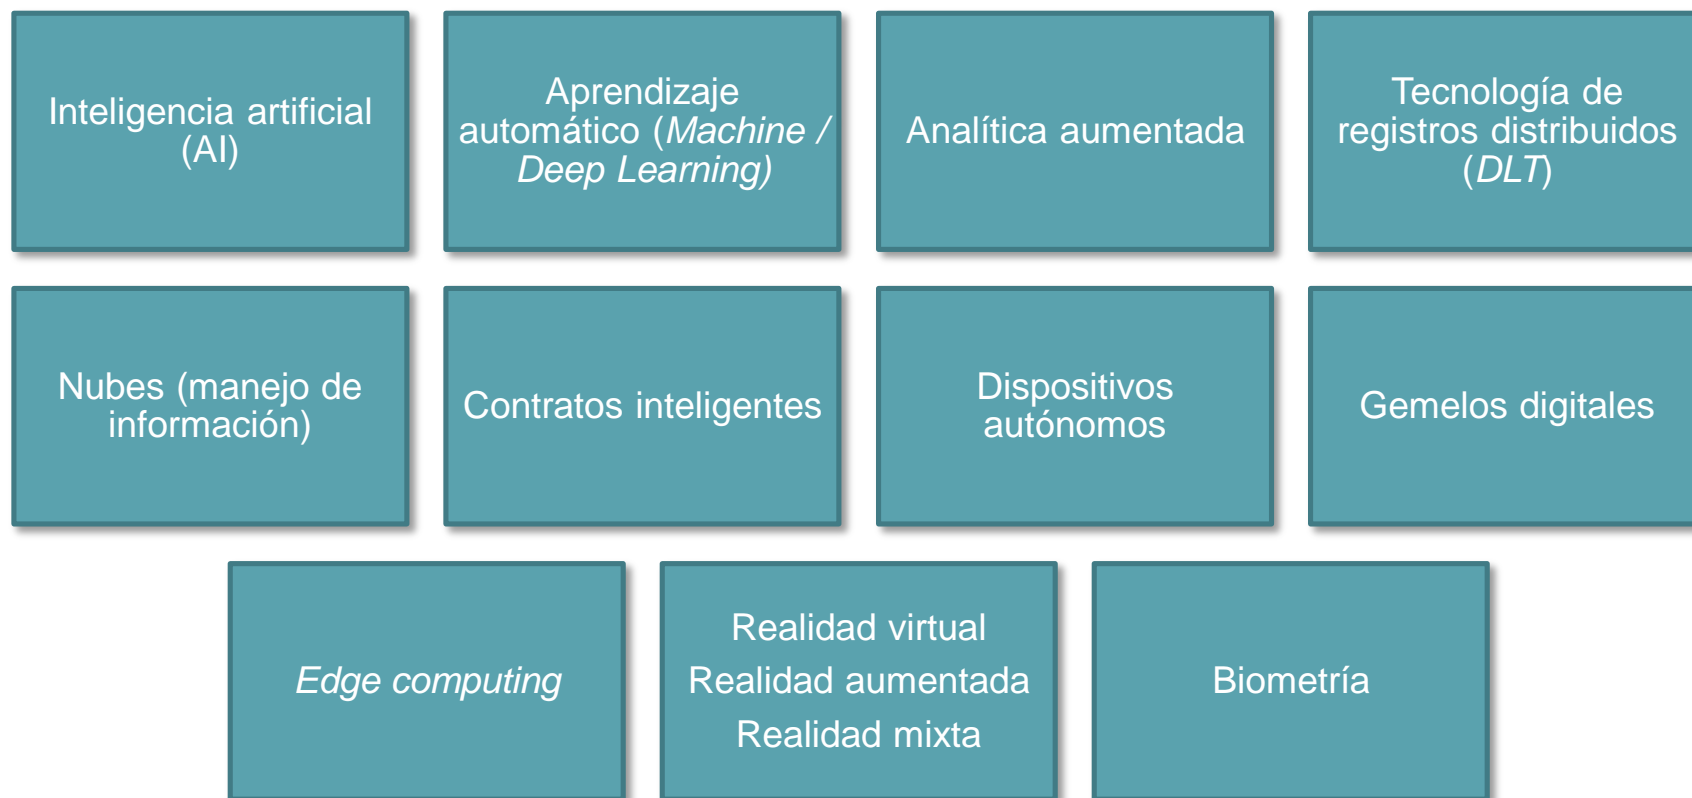 Inteligencia artificial
(AI)
Aprendizaje
automático (Machine /
Deep Learning)
Analítica aumentada
Tecnología de
registros distribuidos
(DLT)
Nubes (manejo de
información)
Contratos inteligentes
Dispositivos
autónomos
Gemelos digitales
Edge computing
Realidad virtual
Realidad aumentada
Realidad mixta
Biometría